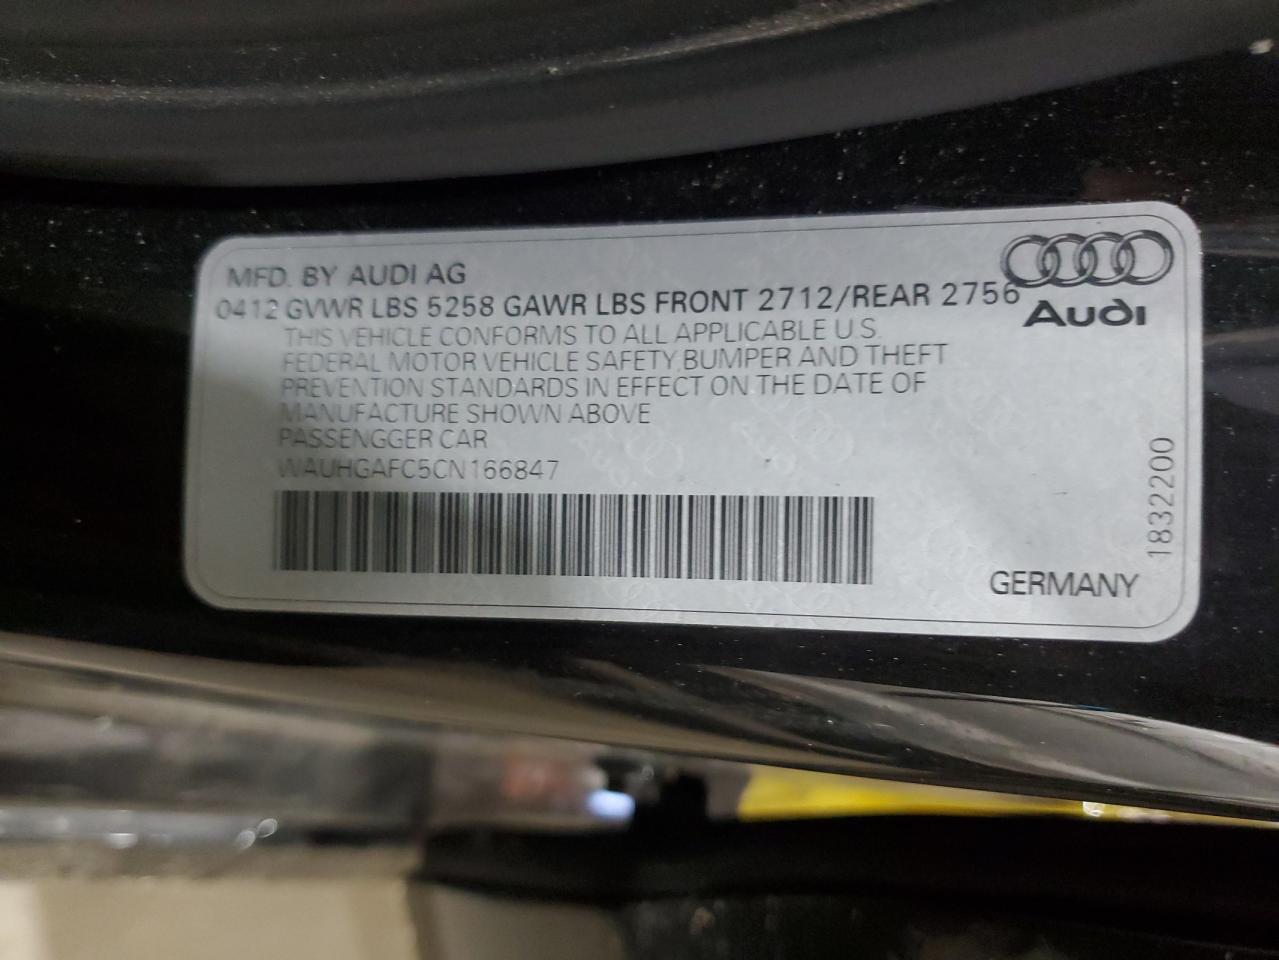 MFD. BY AUDI AG
0412 GVWR LBS 5258 GAWR LBS FRONT 2712/REAR 2756
Audi
THIS VEHICLE CONFORMS TO ALL APPLICABLE U.S.
FEDERAL MOTOR VEHICLE SAFETY,BUMPER AND THEFT
PREVENTION STANDARDS IN EFFECT ON THE DATE OF
MANUFACTURE SHOWN ABOVE
PASSENGGER CAR
WAUHGAFC5CN166847
1832200
GERMANY